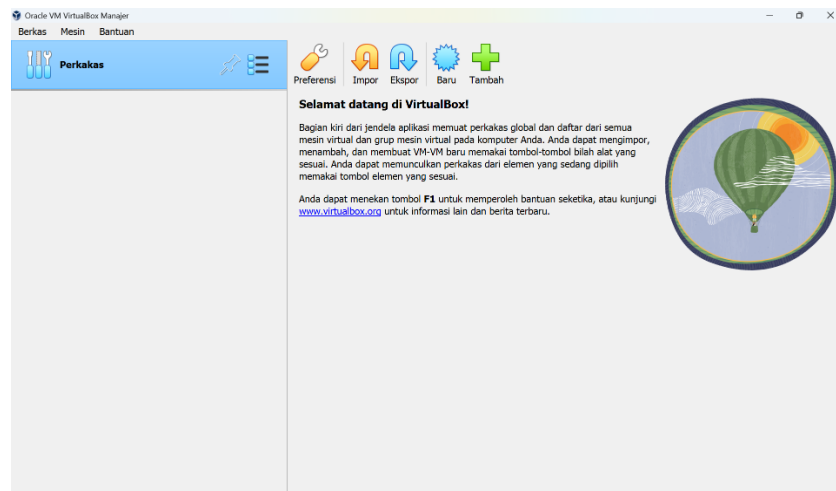 Oracle VM VirtualBox Manajer
Berkas Mesin Bantuan
Perkakas
Preferensi Impor Ekspor Baru Tambah
Selamat datang di VirtualBox!
Bagian kiri dari jendela aplikasi memuat perkakas global dan daftar dari semua
mesin virtual dan grup mesin virtual pada komputer Anda. Anda dapat mengimpor,
menambah, dan membuat VM-VM baru memakai tombol-tombol bilah alat yang
sesuai. Anda dapat memunculkan perkakas dari elemen yang sedang dipilih
memakai tombol elemen yang sesuai.
Anda dapat menekan tombol F1 untuk memperoleh bantuan seketika, atau kunjungi
www.virtualbox.org untuk informasi lain dan berita terbaru.